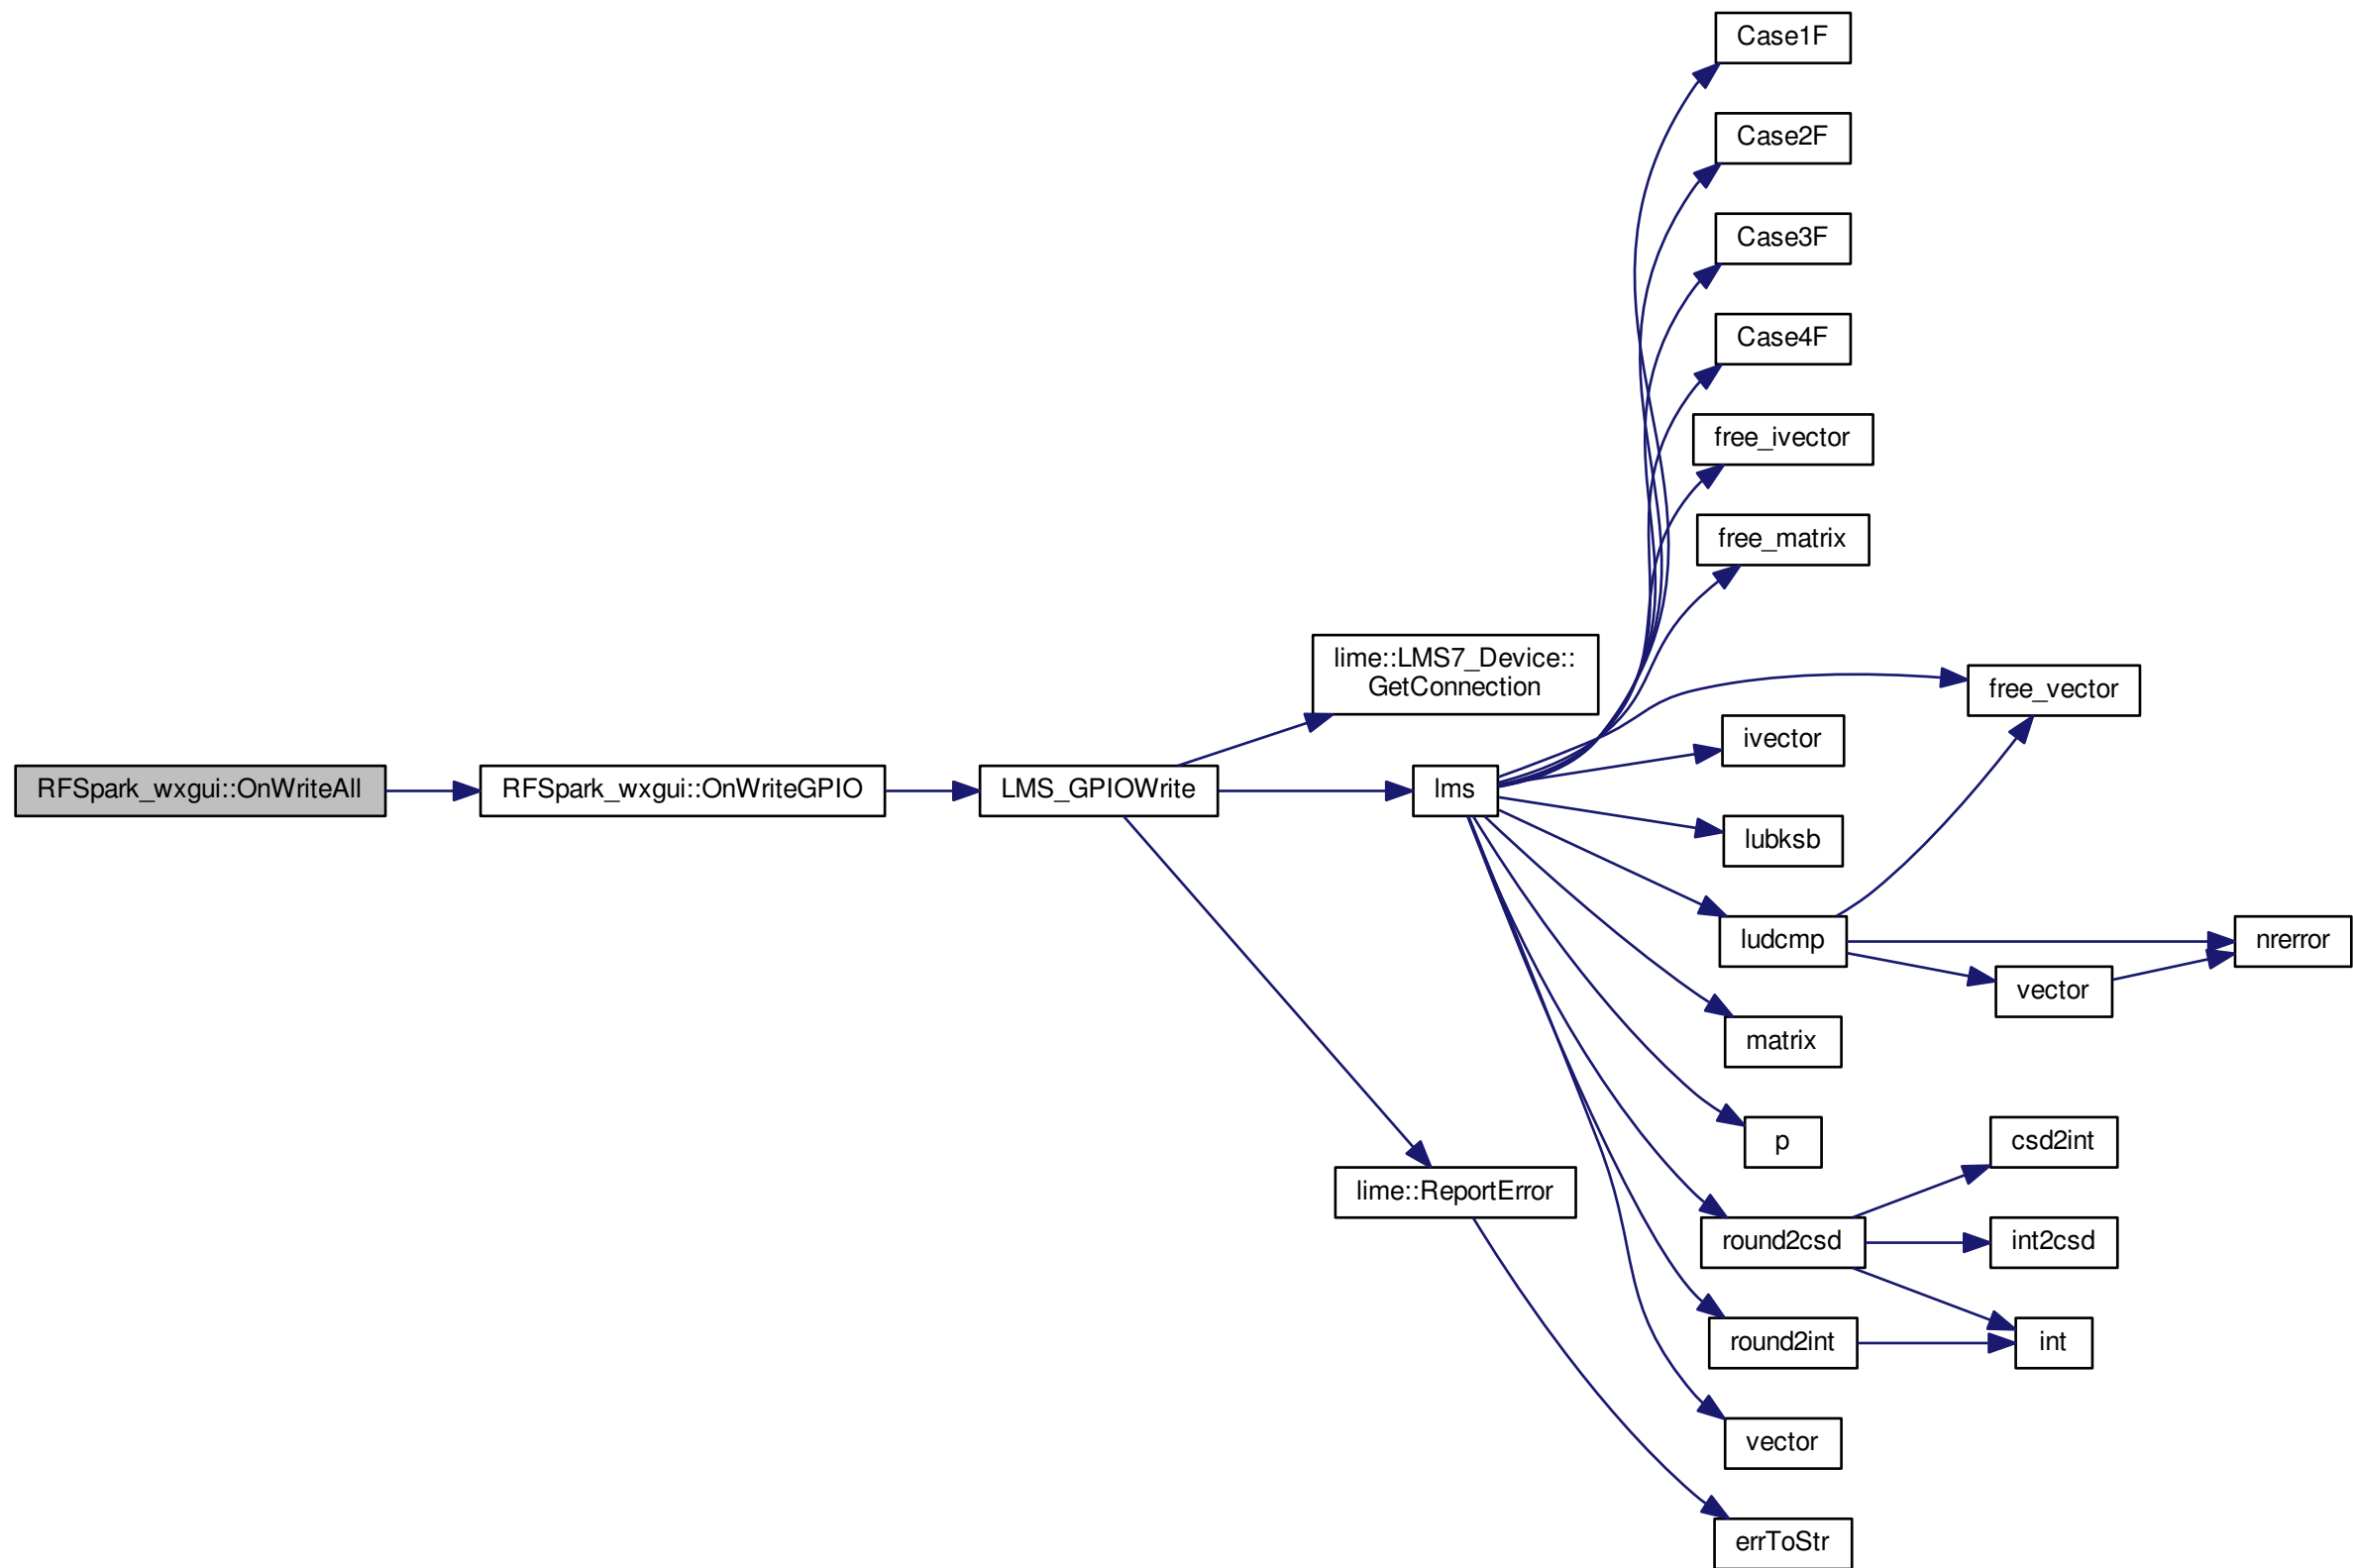 Case1F
Case2F
Case3F
Case4F
free_ivector
free_matrix
lime::LMS7_Device::
GetConnection
free_vector
ivector
RFSpark_wxgui::OnWriteAll
RFSpark_wxgui::OnWriteGPIO
LMS_GPIOWrite
lms
lubksb
ludcmp
nrerror
vector
matrix
p
csd2int
lime::ReportError
round2csd
int2csd
round2int
int
vector
errToStr